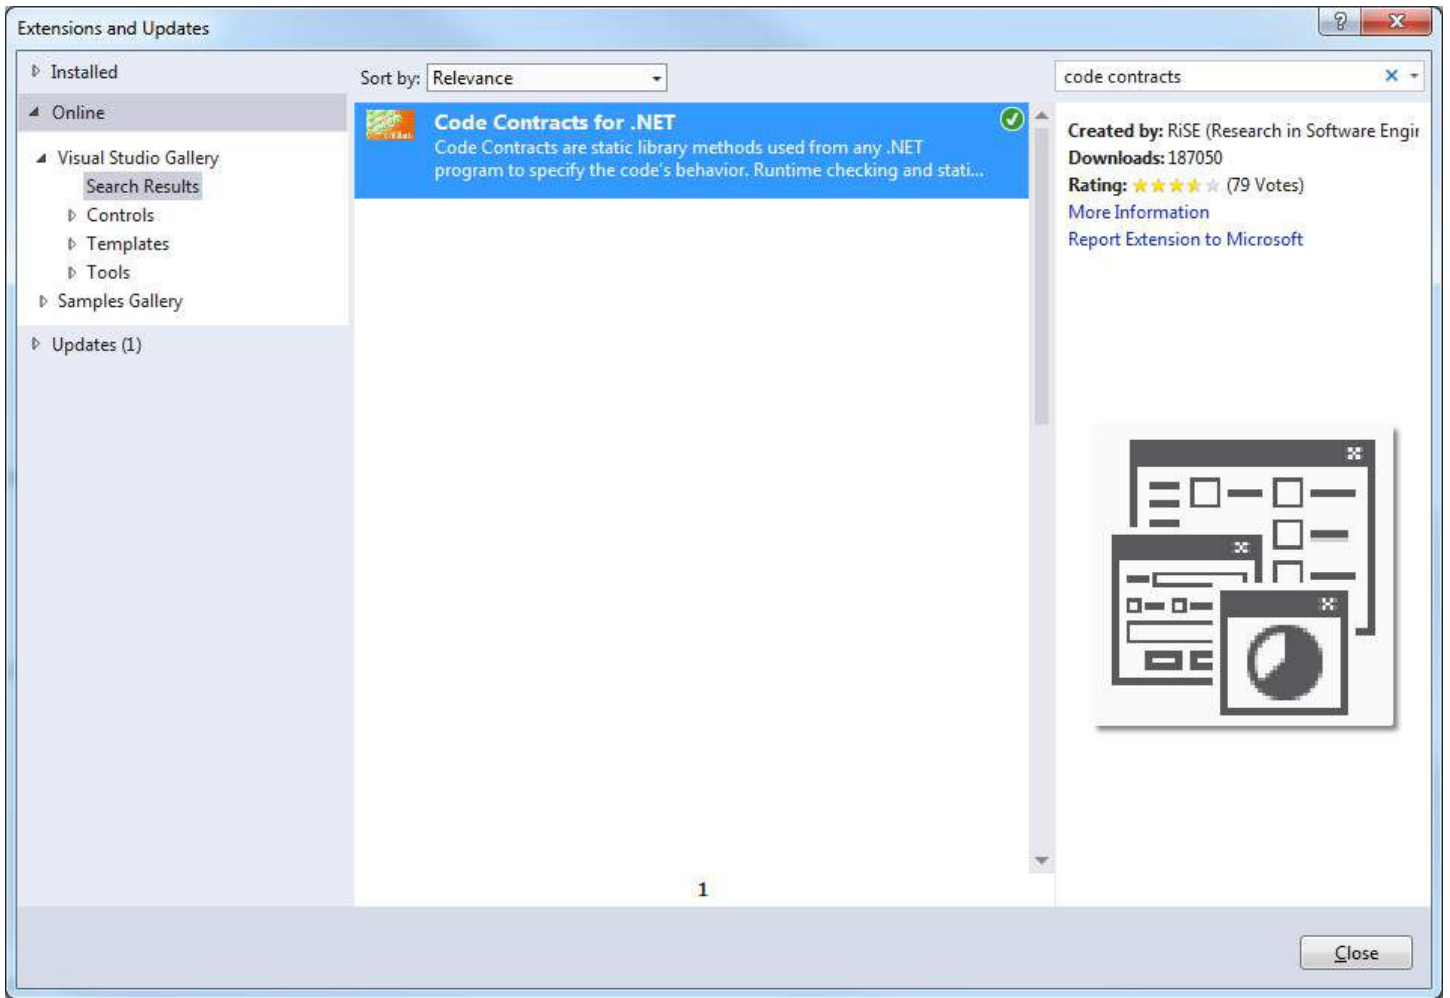 Extensions and Updates
?
Installed
Online
Visual Studio Gallery
Search Results
Controls
Templates
Tools
Samples Gallery
Updates (1)
Sort by: Relevance
Code Contracts for .NET
Code Contracts are static library methods used from any .NET
program to specify the code's behavior. Runtime checking and stati...
1
code contracts
Created by: RiSE (Research in Software Engin
Downloads: 187050
Rating: (79 Votes)
More Information
Report Extension to Microsoft
Close